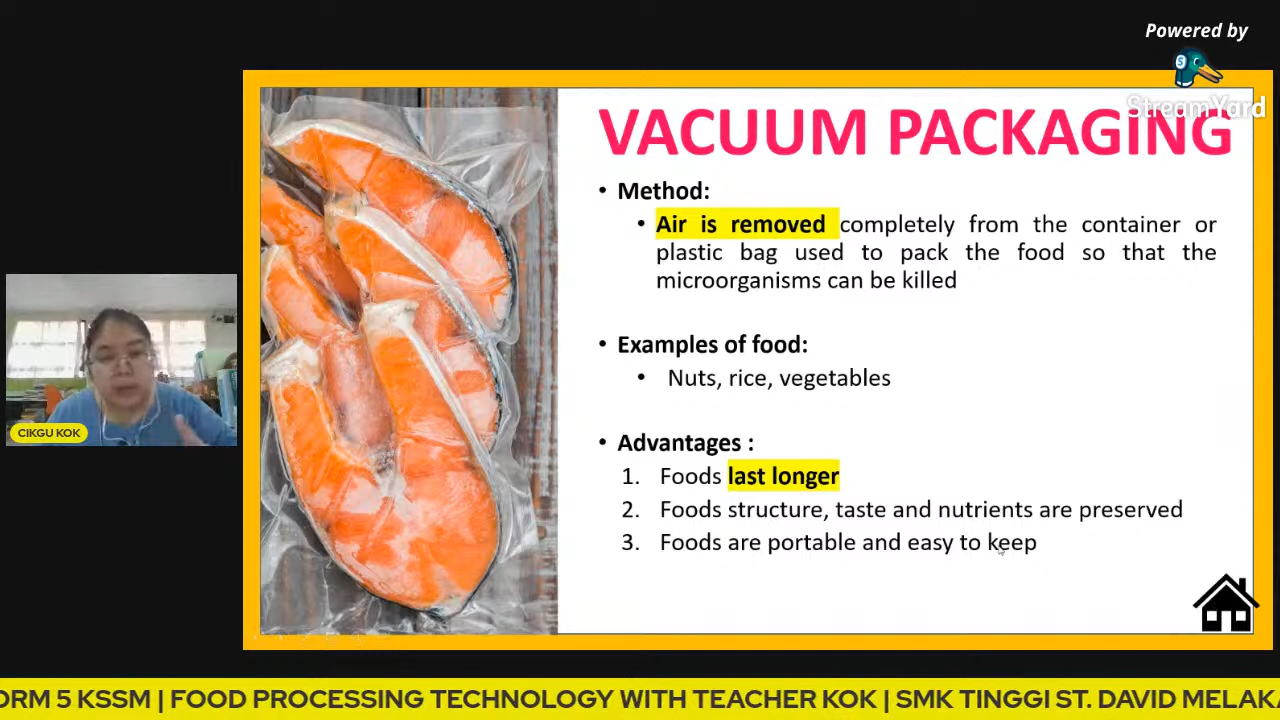 Powered by
StreamYard
VACUUM PACKAGING
• Method:
• Air is removed completely from the container or
plastic bag used to pack the food so that the
microorganisms can be killed
• Examples of food:
• Nuts, rice, vegetables
• Advantages :
1. Foods last longer
2. Foods structure, taste and nutrients are preserved
3. Foods are portable and easy to keep
CIKGU KOK
ORM 5 KSSM | FOOD PROCESSING TECHNOLOGY WITH TEACHER KOK | SMK TINGGI ST. DAVID MELAKA